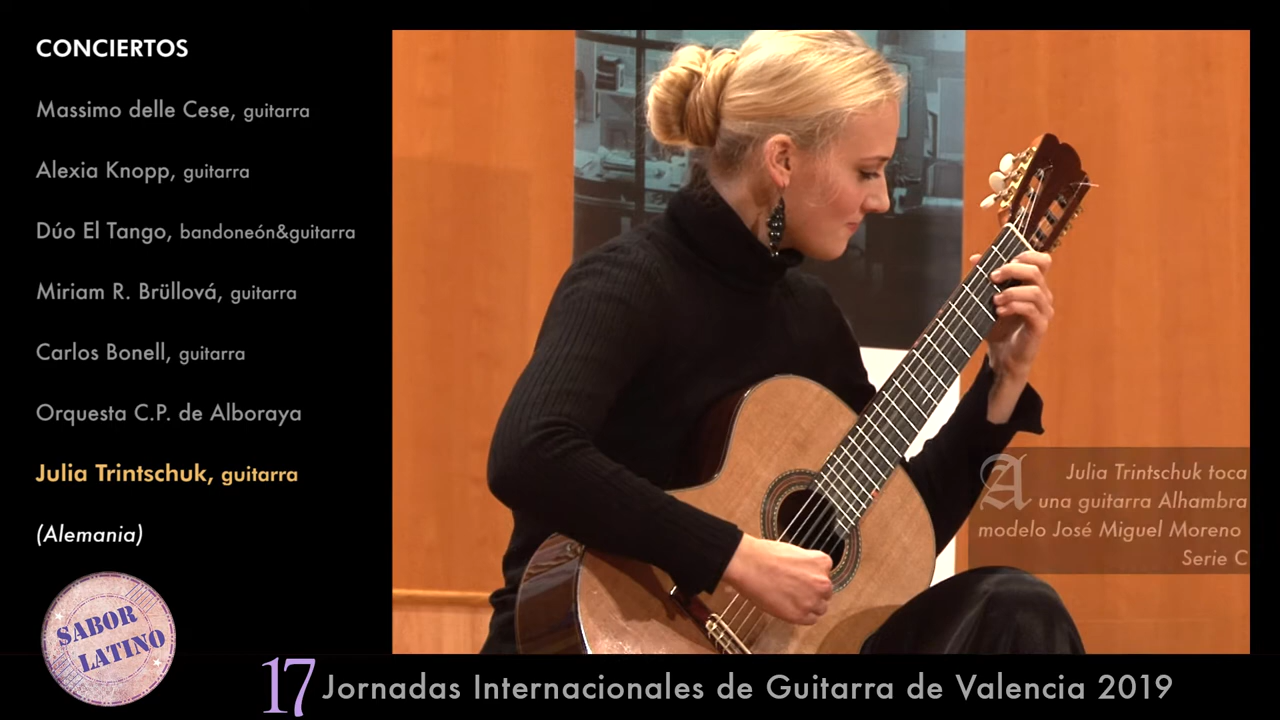 CONCIERTOS
Massimo delle Cese, guitarra
Alexia Knopp, guitarra
Dúo El Tango, bandoneón&guitarra
Miriam R. Brüllová, guitarra
Carlos Bonell, guitarra
Orquesta C.P. de Alboraya
Julia Trintschuk, guitarra
(Alemania)
SABOR
LATINO
A
Julia Trintschuk toca
una guitarra Alhambra
modelo José Miguel Moreno
Serie C
17 Jornadas Internacionales de Guitarra de Valencia 2019